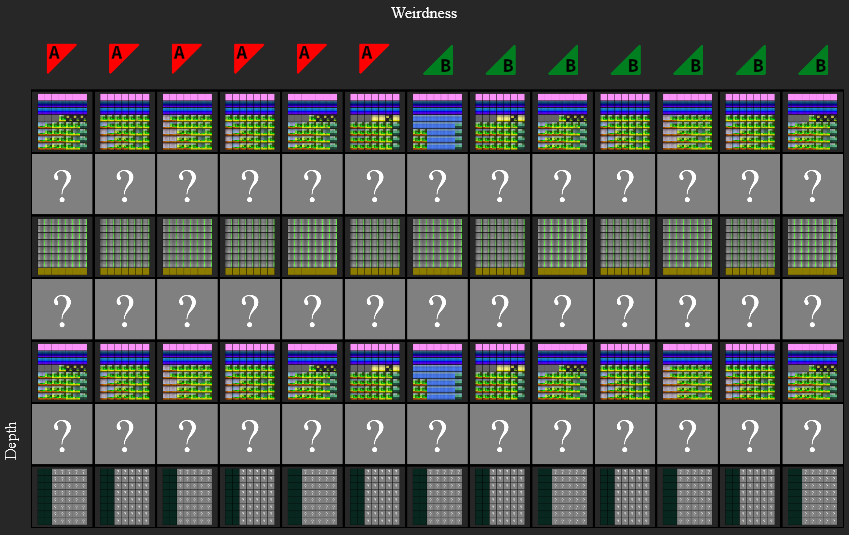 Weirdness
A A A A A A B B B B B B B
? ? ? ? ? ? ? ? ? ? ? ? ?
? ? ? ? ? ? ? ? ? ? ? ? ?
? ? ? ? ? ? ? ? ? ? ? ? ?
Depth